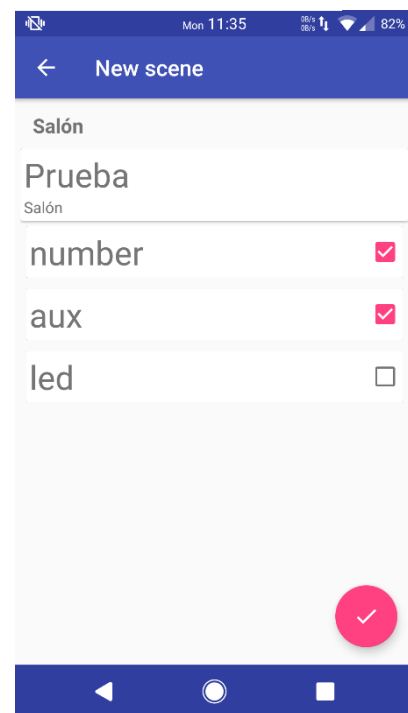 Mon 11:35
0B/s
0B/s
82%
New scene
Salón
Prueba
Salón
number
aux
led